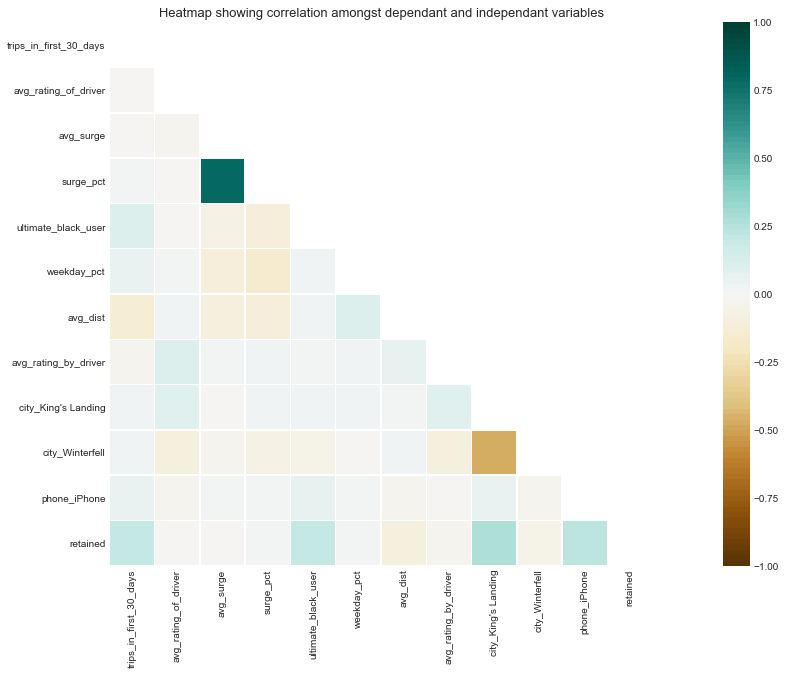 Heatmap showing correlation amongst dependant and independant variables
trips_in_first_30_days
avg_rating_of_driver
avg_surge
surge_pct
ultimate_black_user
weekday_pct
avg_dist
avg_rating_by_driver
city_King's Landing
city_Winterfell
phone_iPhone
retained
trips_in_first_30_days
avg_rating_of_driver
avg_surge
surge_pct
ultimate_black_user
weekday_pct
avg_dist
avg_rating_by_driver
city_King's Landing
city_Winterfell
phone_iPhone
retained
1.00
0.75
0.50
0.25
0.00
−0.25
−0.50
−0.75
−1.00